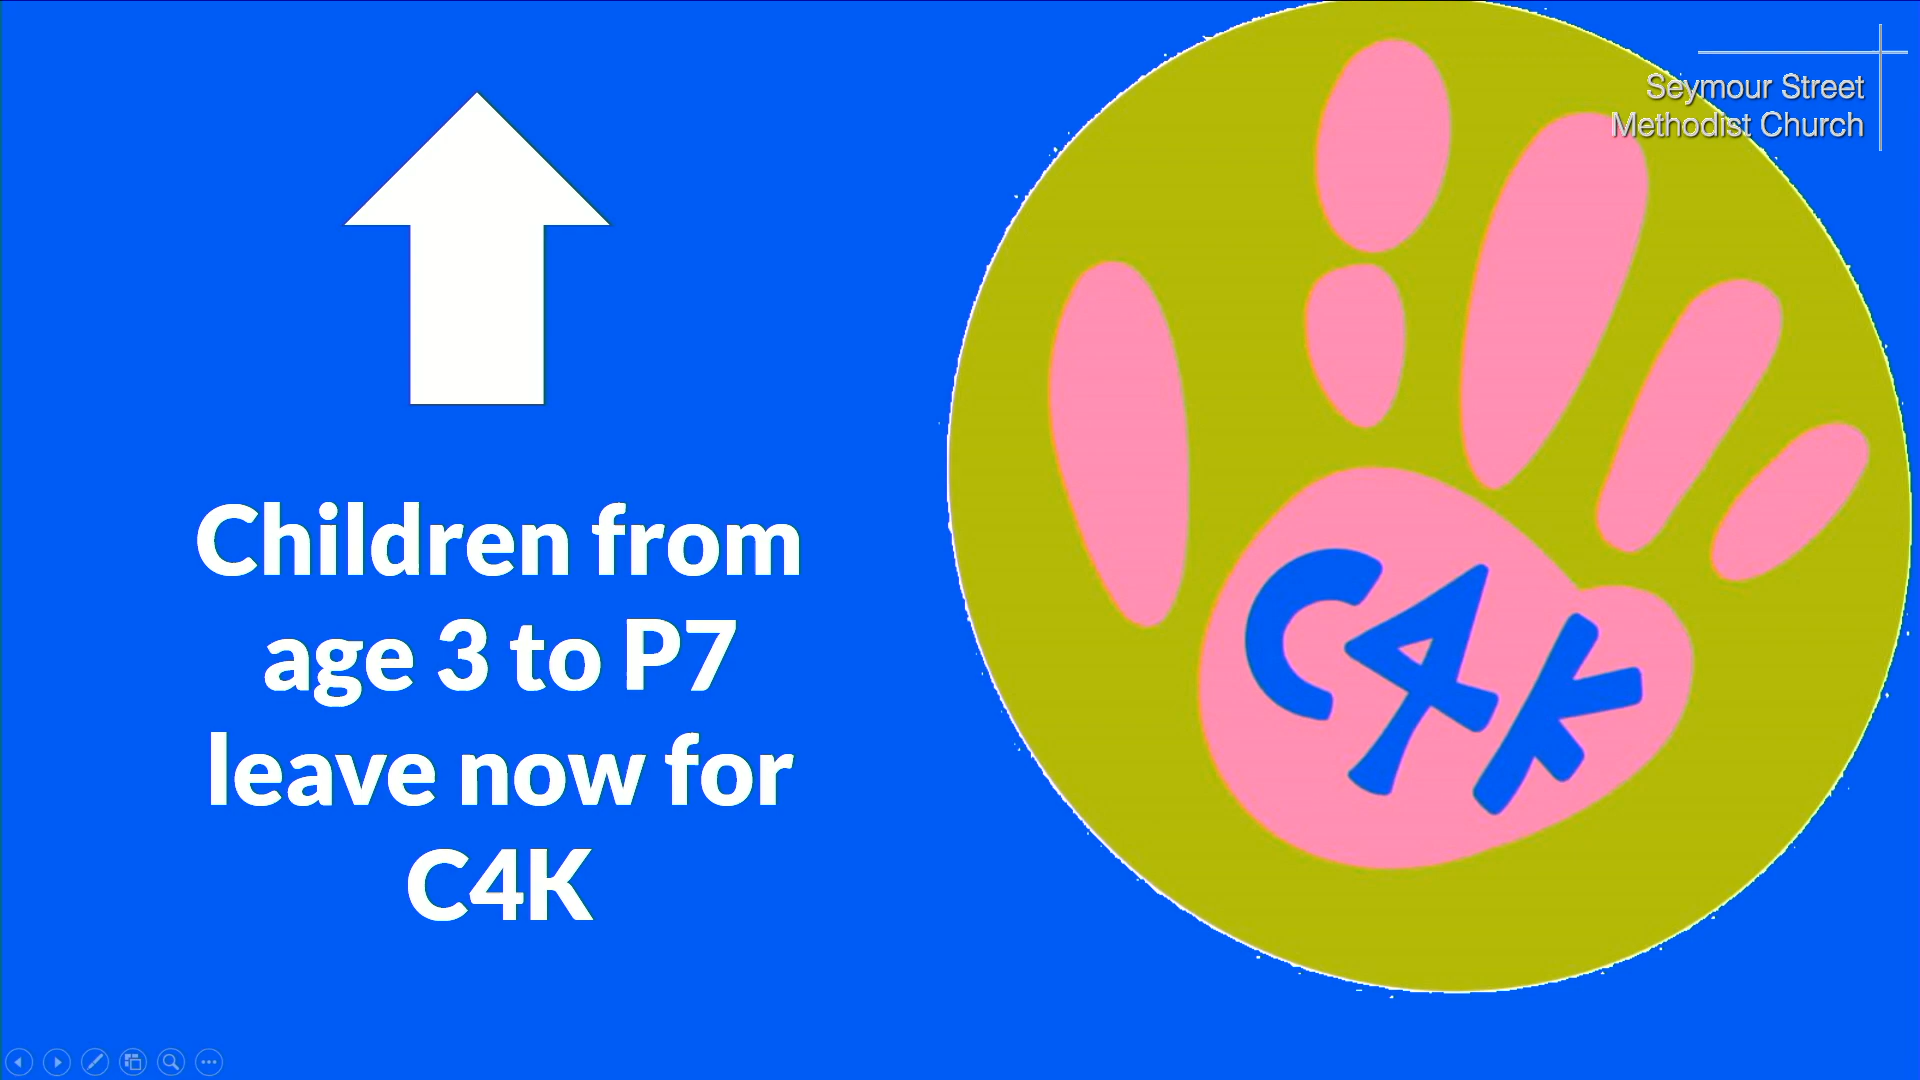 Seymour Street
Methodist Church
Children from
age 3 to P7
leave now for
C4K
C4K